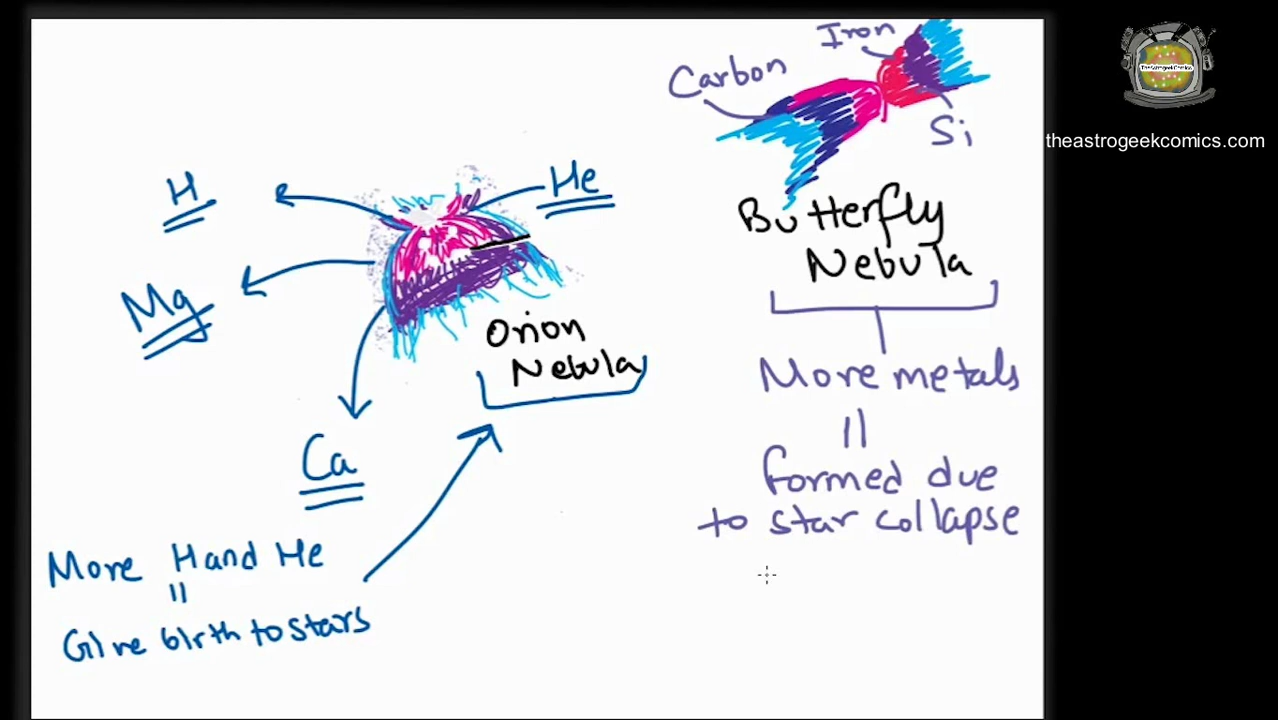 Iron
Carbon
Si
Butterfly
Nebula
More metals
=
formed due
to star collapse
H
He
Mg
Orion
Nebula
Ca
More H and He
=
Give birth to stars
TheAstrogeekComics
theastrogeekcomics.com